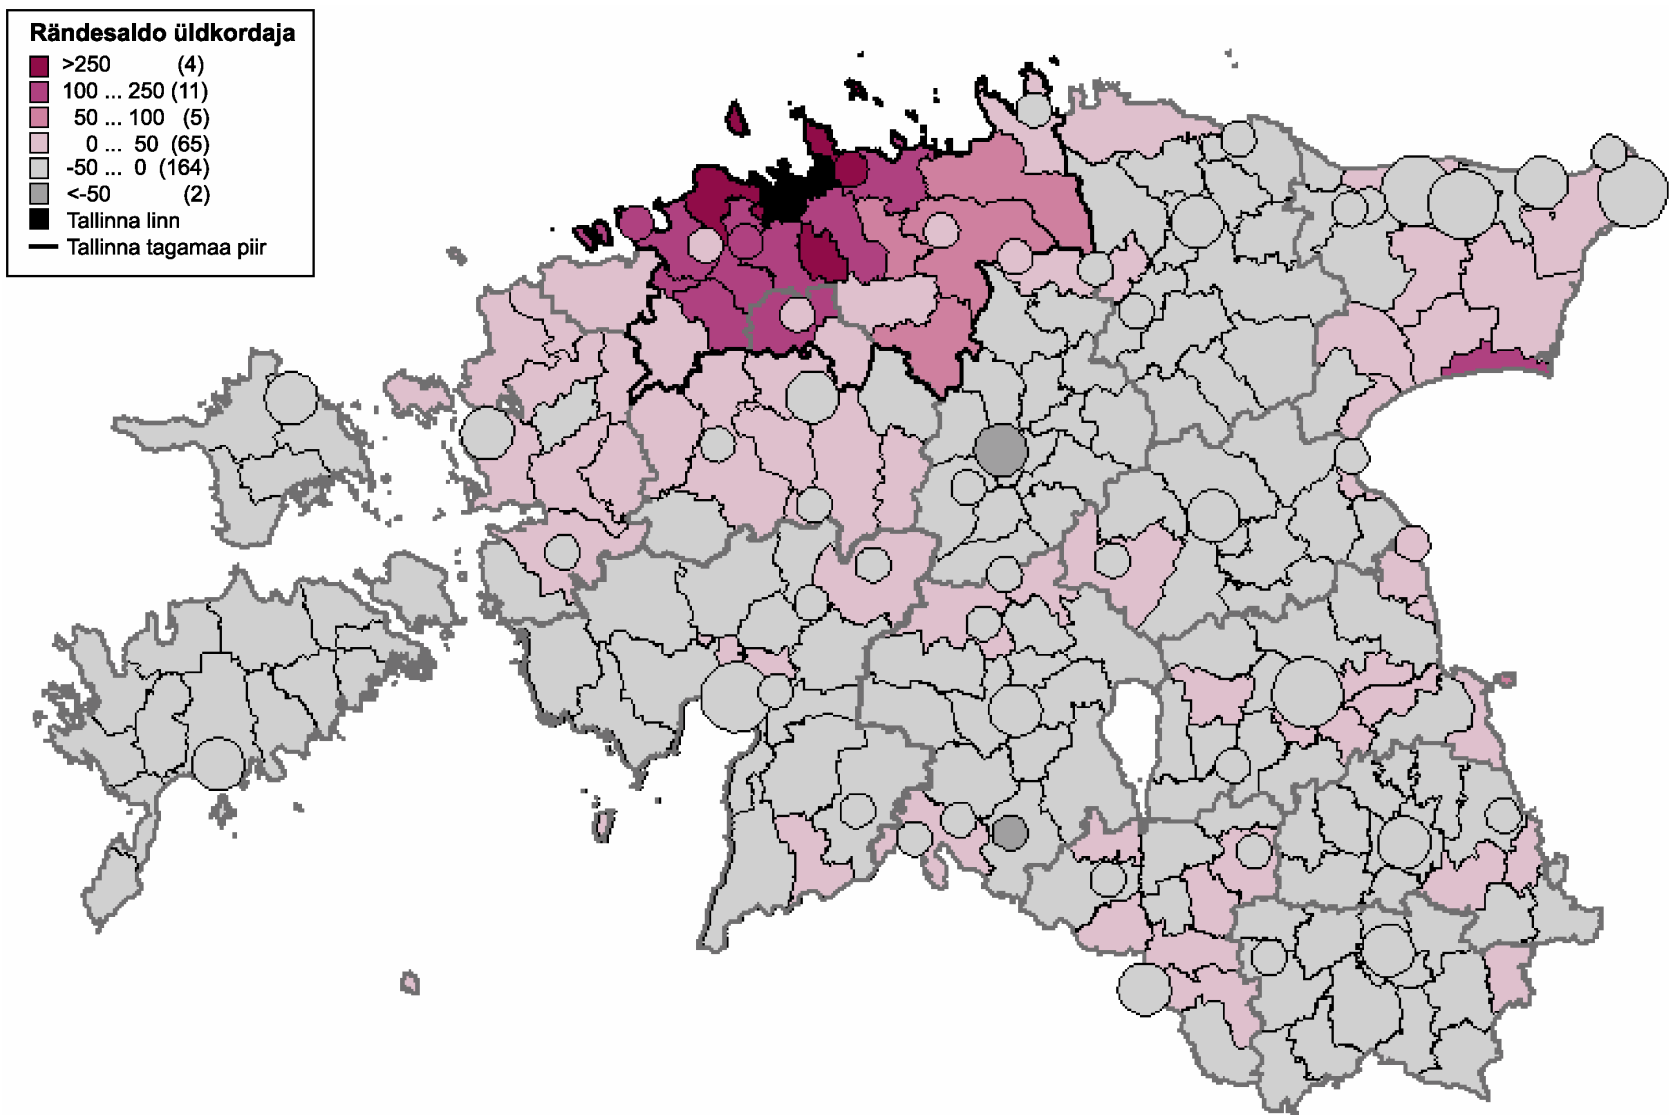 Rändesaldo üldkordaja
>250 (4)
100 ... 250 (11)
50 ... 100 (5)
0 ... 50 (65)
-50 ... 0 (164)
<-50 (2)
Tallinna linn
Tallinna tagamaa piir